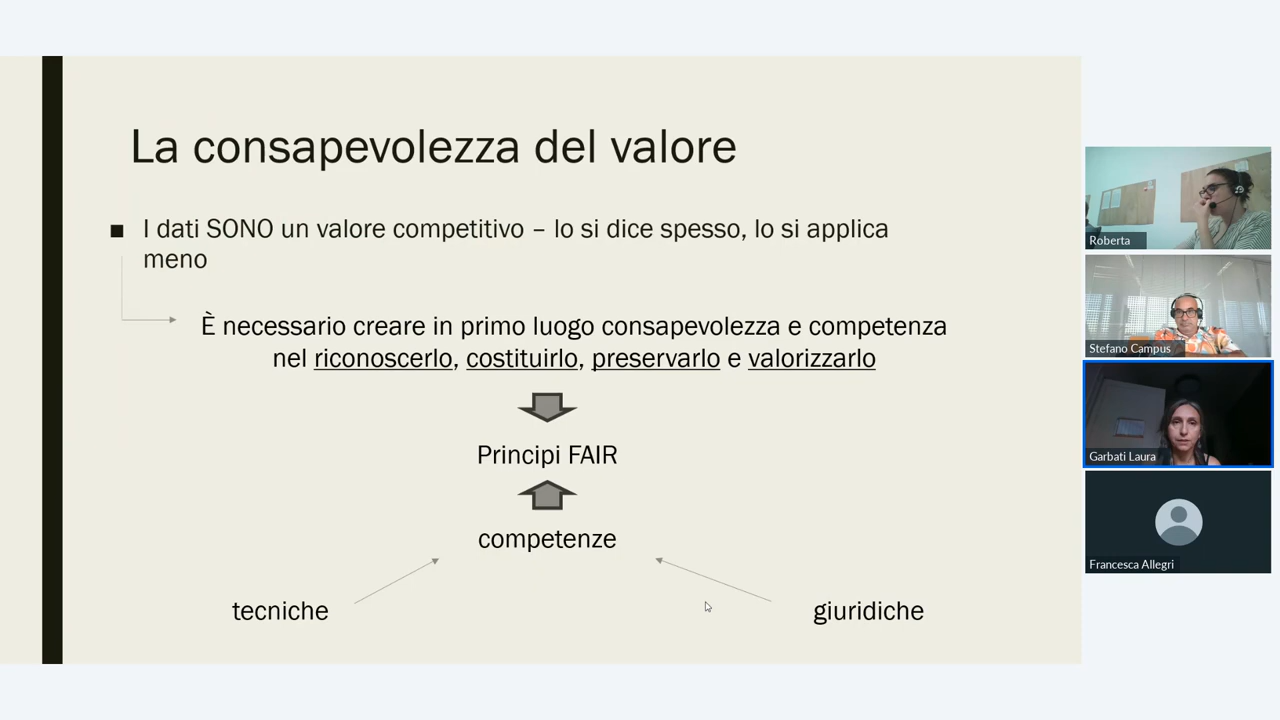 La consapevolezza del valore
I dati SONO un valore competitivo – lo si dice spesso, lo si applica
meno
È necessario creare in primo luogo consapevolezza e competenza
nel riconoscerlo, costituirlo, preservarlo e valorizzarlo
Principi FAIR
competenze
tecniche
giuridiche
Roberta
Stefano Campus
Garbati Laura
Francesca Allegri